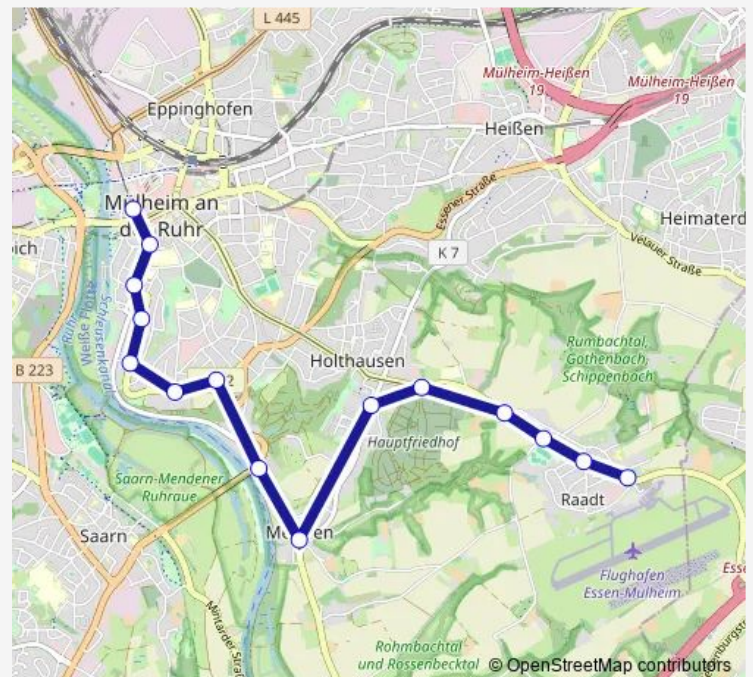 L 445
Eppinghofen
Mülheim-Heißen
19
Mülheim-Heißen
19
Heißen
Essener Straße
Mülheim an
der Ruhr
Heimaterd
K 7
Velauer Straße
Ruhr
Weiße Flotte
Schleusenkanal
Rumbachtal,
Gothenbach,
Schippenbach
Holthausen
B 223
Hauptfriedhof
Saarn-Mendener
Ruhraue
Raadt
Saarn
Menden
Flughafen
Essen-Mülheim
Mintarder Straß
Rohmbachtal
und Rossenbecktal
© OpenStreetMap contributors